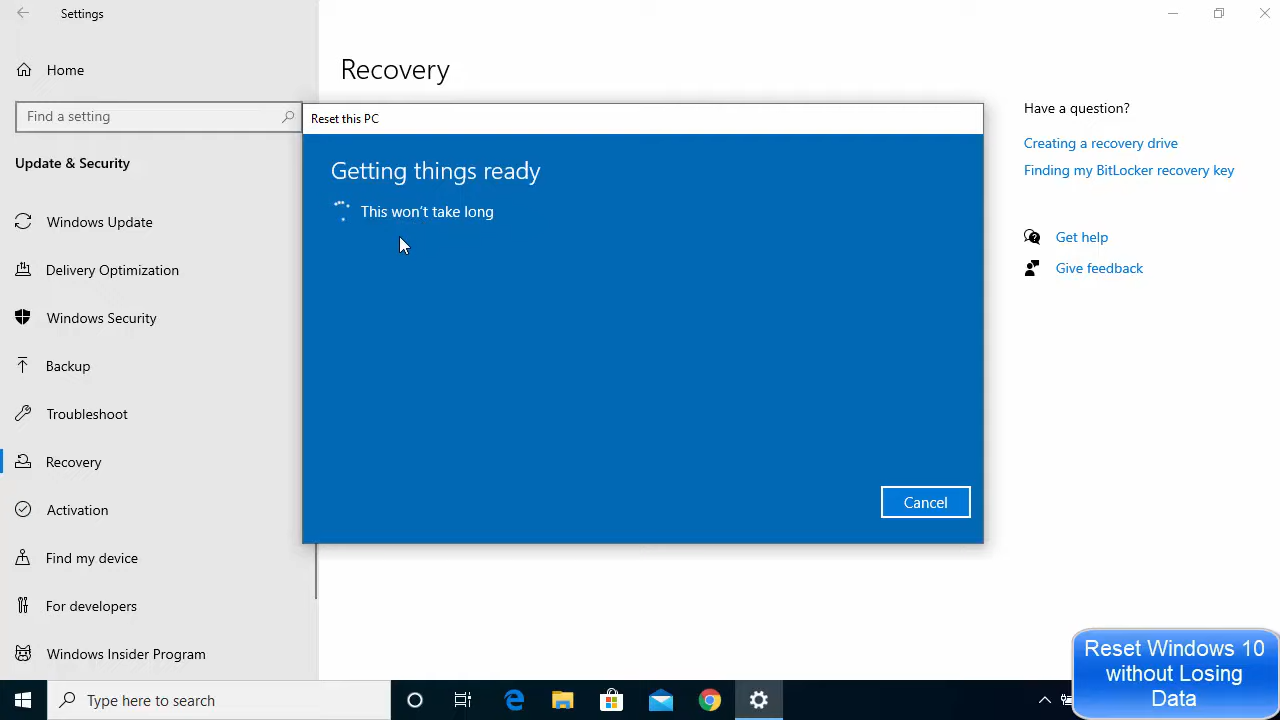 Settings
Home
Find a setting
Update & Security
Windows Update
Delivery Optimization
Windows Security
Backup
Troubleshoot
Recovery
Activation
Find my device
For developers
Windows Insider Program
Recovery
Reset this PC
Getting things ready
This won't take long
Cancel
Have a question?
Creating a recovery drive
Finding my BitLocker recovery key
Get help
Give feedback
Type here to search
Reset Windows 10
without Losing
Data